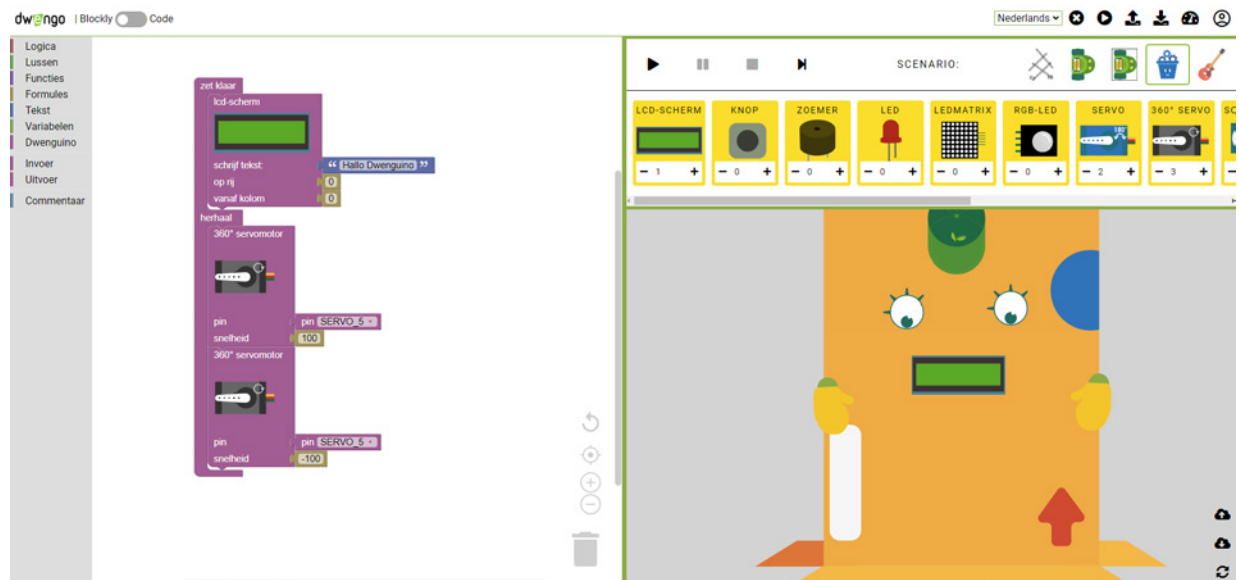 dwengo | Blockly Code Nederlands
Logica
Lussen
Functies
Formules
Tekst
Variabelen
Dwenguino
Invoer
Uitvoer
Commentaar
zet klaar
lcd-scherm
schrijf tekst: “ Hallo Dwenguino ”
op rij 0
vanaf kolom 0
herhaal
360° servomotor
pin pin SERVO_5
snelheid 100
360° servomotor
pin pin SERVO_5
snelheid -100
SCENARIO:
LCD-SCHERM KNOP ZOEMER LED LEDMATRIX RGB-LED SERVO 360° SERVO
180°
− 1 + − 0 + − 0 + − 0 + − 0 + − 0 + − 2 + − 3 +